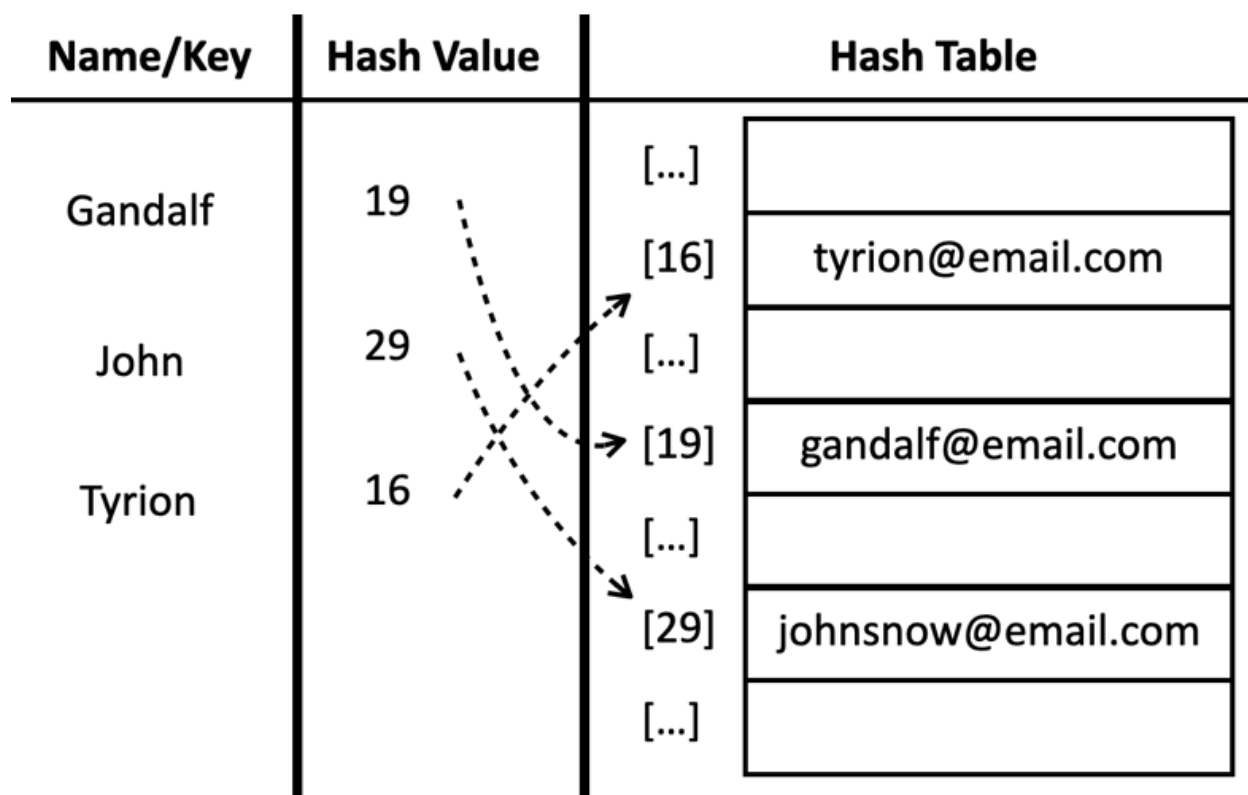 Name/Key Hash Value Hash Table
[...]
Gandalf 19
[16] tyrion@email.com
John 29 [...]
[19] gandalf@email.com
Tyrion 16
[...]
[29] johnsnow@email.com
[...]